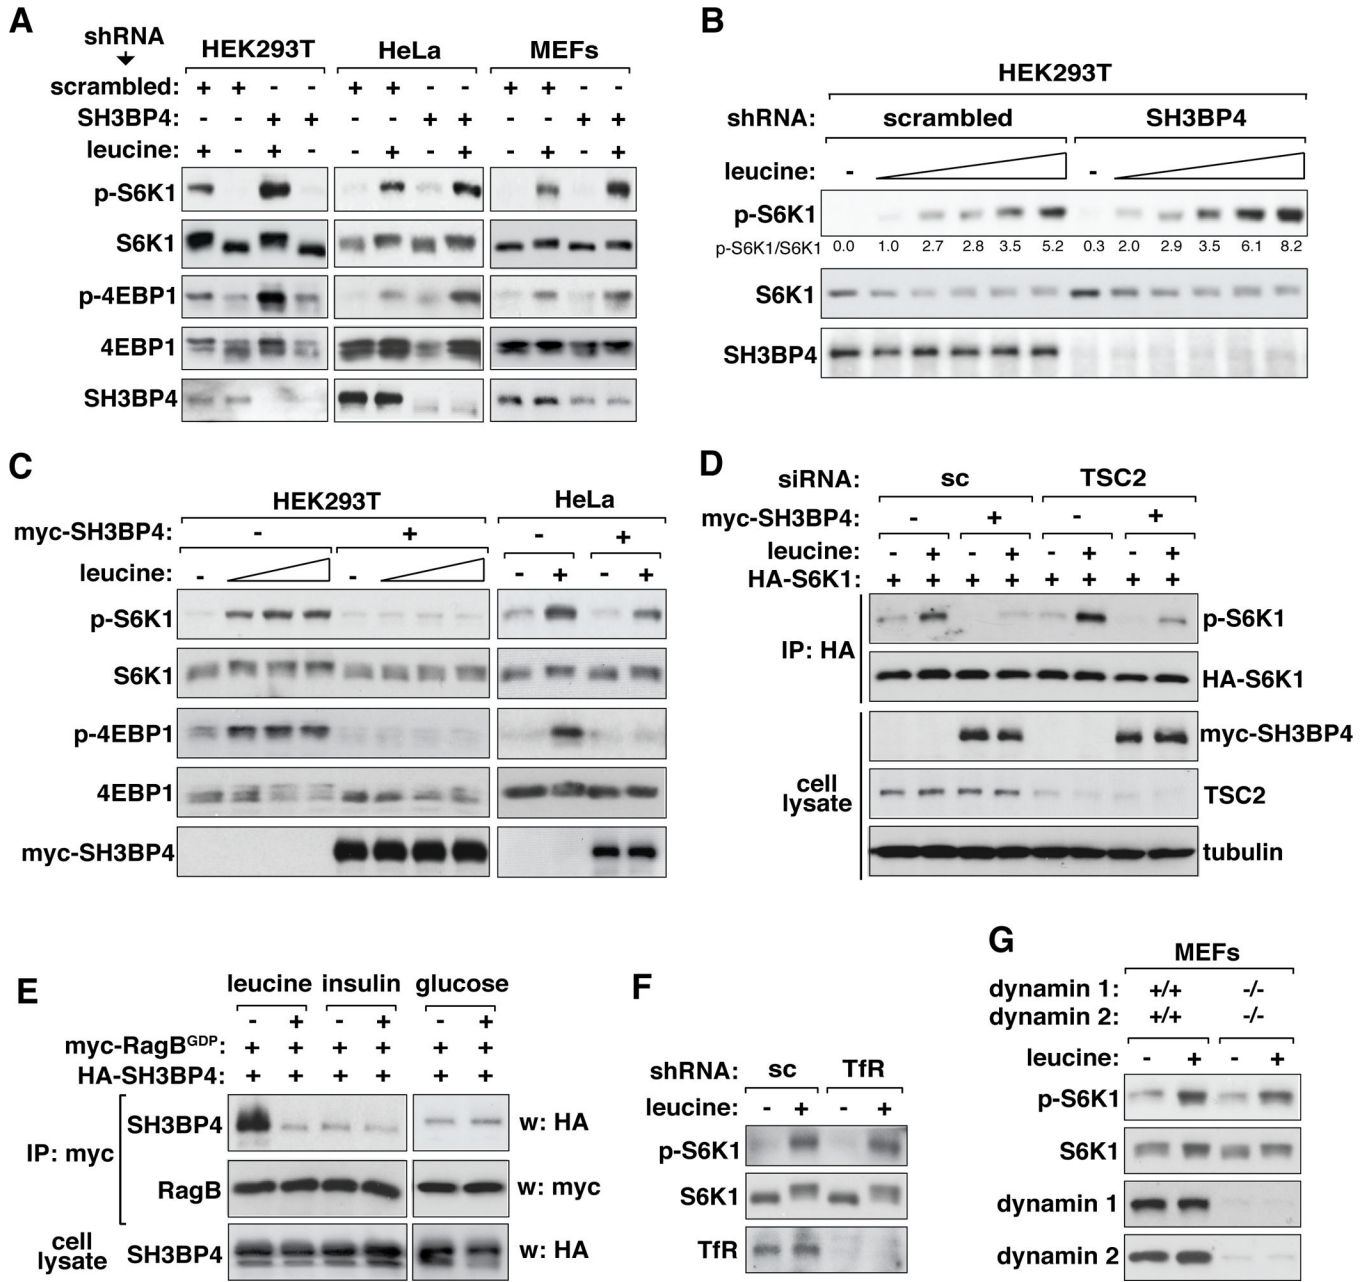 A
shRNA
HEK293T HeLa MEFs
scrambled: + + - - + + - - + + - -
SH3BP4: - - + + - - + + - - + +
leucine: + - + - - + - + - + - +
p-S6K1
S6K1
p-4EBP1
4EBP1
SH3BP4
B
HEK293T
shRNA: scrambled SH3BP4
leucine: - -
p-S6K1
p-S6K1/S6K1 0.0 1.0 2.7 2.8 3.5 5.2 0.3 2.0 2.9 3.5 6.1 8.2
S6K1
SH3BP4
C
HEK293T HeLa
myc-SH3BP4: - + - +
leucine: - - - + - +
p-S6K1
S6K1
p-4EBP1
4EBP1
myc-SH3BP4
D
siRNA: sc TSC2
myc-SH3BP4: - + - +
leucine: - + - + - + - +
HA-S6K1: + + + + + + + +
IP: HA
p-S6K1
HA-S6K1
cell lysate
myc-SH3BP4
TSC2
tubulin
E
leucine insulin glucose
- + - + - +
myc-RagB^GDP: + + + + + +
HA-SH3BP4: + + + + + +
IP: myc
SH3BP4 w: HA
RagB w: myc
cell lysate
SH3BP4 w: HA
F
shRNA: sc TfR
leucine: - + - +
p-S6K1
S6K1
TfR
G
MEFs
dynamin 1: +/+ -/-
dynamin 2: +/+ -/-
leucine: - + - +
p-S6K1
S6K1
dynamin 1
dynamin 2